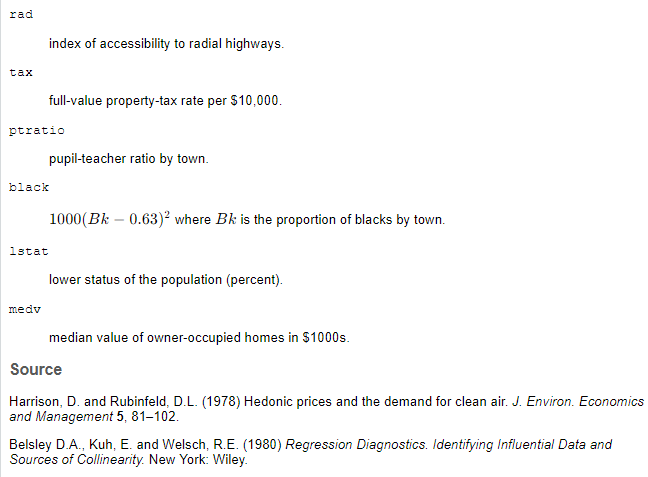 rad
index of accessibility to radial highways.
tax
full-value property-tax rate per $10,000.
ptratio
pupil-teacher ratio by town.
black
1000(Bk − 0.63)² where Bk is the proportion of blacks by town.
lstat
lower status of the population (percent).
medv
median value of owner-occupied homes in $1000s.
Source
Harrison, D. and Rubinfeld, D.L. (1978) Hedonic prices and the demand for clean air. J. Environ. Economics
and Management 5, 81–102.
Belsley D.A., Kuh, E. and Welsch, R.E. (1980) Regression Diagnostics. Identifying Influential Data and
Sources of Collinearity. New York: Wiley.